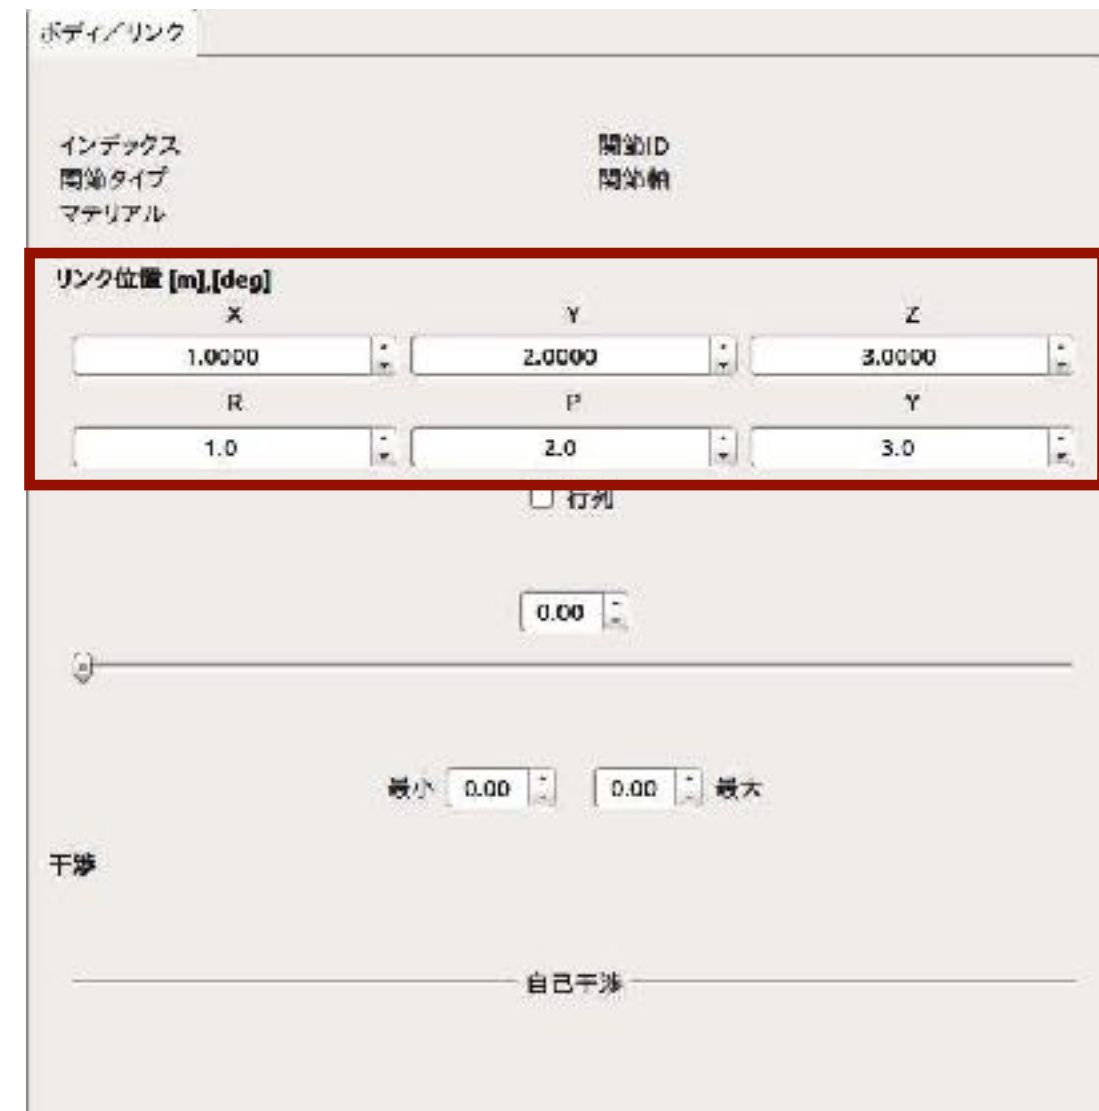 ボディ／リンク
インデックス 関節ID
関節タイプ 関節軸
マテリアル
リンク位置 [m],[deg]
X Y Z
1.0000 2.0000 3.0000
R P Y
1.0 2.0 3.0
行列
0.00
最小 0.00 0.00 最大
干渉
自己干渉